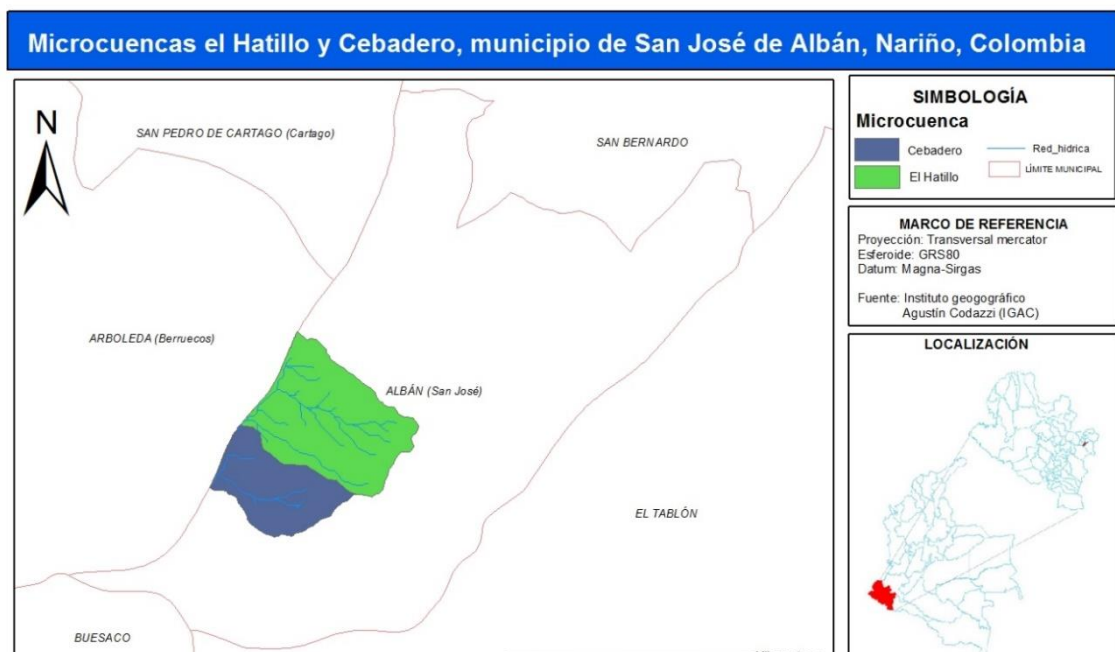 Microcuencas el Hatillo y Cebadero, municipio de San José de Albán, Nariño, Colombia
N
SAN PEDRO DE CARTAGO (Cartago)
SAN BERNARDO
ARBOLEDA (Berruecos)
ALBÁN (San José)
EL TABLÓN
BUESACO
SIMBOLOGÍA
Microcuenca
Cebadero
El Hatillo
Red_hidrica
LÍMITE MUNICIPAL
MARCO DE REFERENCIA
Proyección: Transversal mercator
Esferoide: GRS80
Datum: Magna-Sirgas
Fuente: Instituto geogográfico
Agustín Codazzi (IGAC)
LOCALIZACIÓN